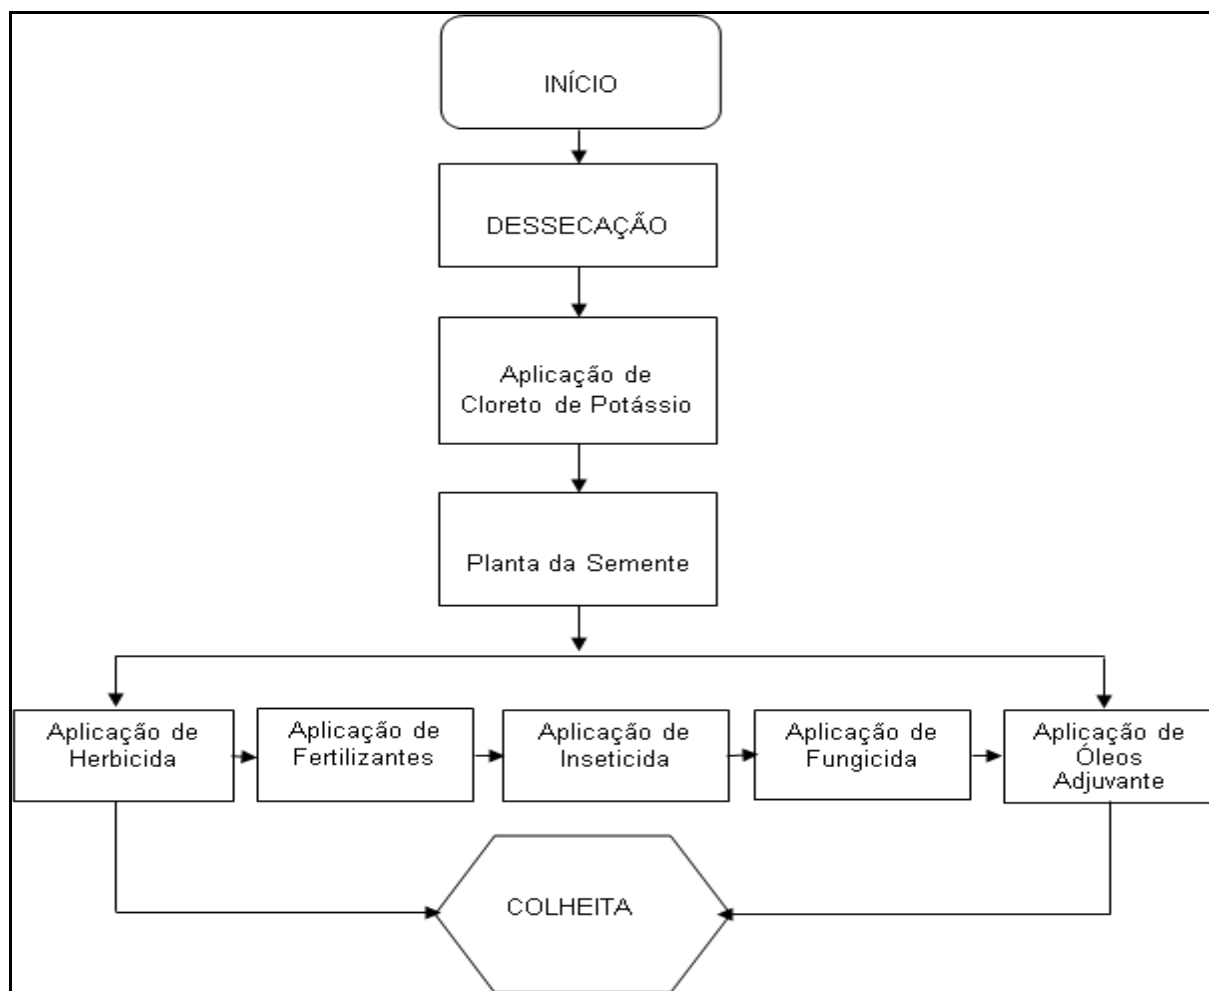 INÍCIO
DESSECAÇÃO
Aplicação de
Cloreto de Potássio
Planta da Semente
Aplicação de
Herbicida
Aplicação de
Fertilizantes
Aplicação de
Inseticida
Aplicação de
Fungicida
Aplicação de
Óleos
Adjuvante
COLHEITA